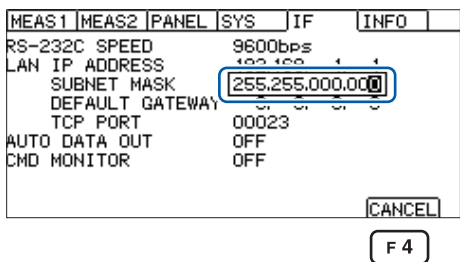 MEAS1 MEAS2 PANEL SYS IF INFO
RS-232C SPEED 9600bps
LAN IP ADDRESS
SUBNET MASK 255.255.000.000
DEFAULT GATEWAY
TCP PORT 00023
AUTO DATA OUT OFF
CMD MONITOR OFF
CANCEL
F 4